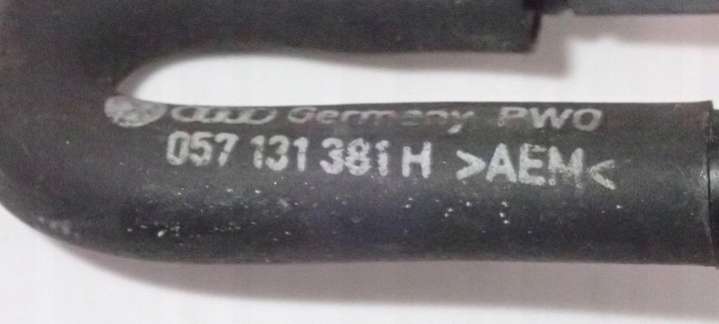 Germany PWO
057 131 381 H >AEM<